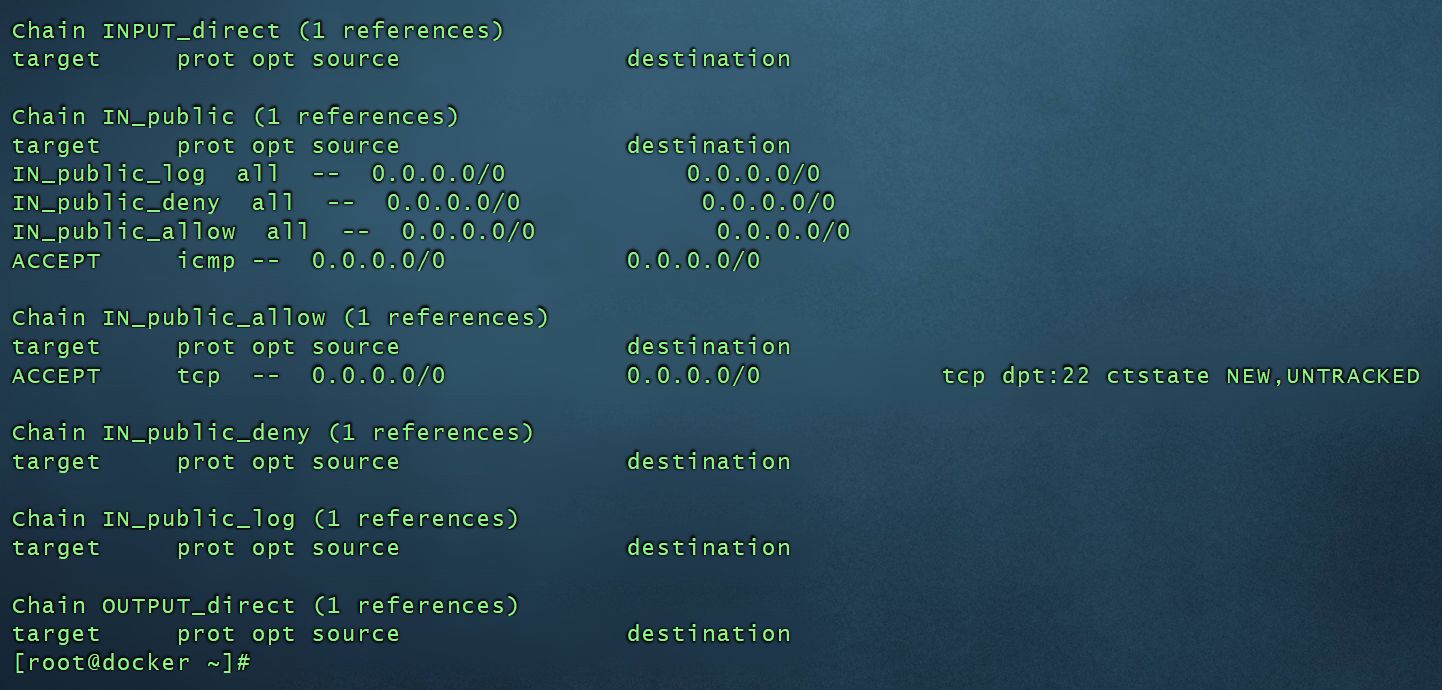 Chain INPUT_direct (1 references)
target     prot opt source               destination

Chain IN_public (1 references)
target     prot opt source               destination
IN_public_log  all  --  0.0.0.0/0            0.0.0.0/0
IN_public_deny  all  --  0.0.0.0/0            0.0.0.0/0
IN_public_allow  all  --  0.0.0.0/0            0.0.0.0/0
ACCEPT     icmp --  0.0.0.0/0            0.0.0.0/0

Chain IN_public_allow (1 references)
target     prot opt source               destination
ACCEPT     tcp  --  0.0.0.0/0            0.0.0.0/0            tcp dpt:22 ctstate NEW,UNTRACKED

Chain IN_public_deny (1 references)
target     prot opt source               destination

Chain IN_public_log (1 references)
target     prot opt source               destination

Chain OUTPUT_direct (1 references)
target     prot opt source               destination
[root@docker ~]#